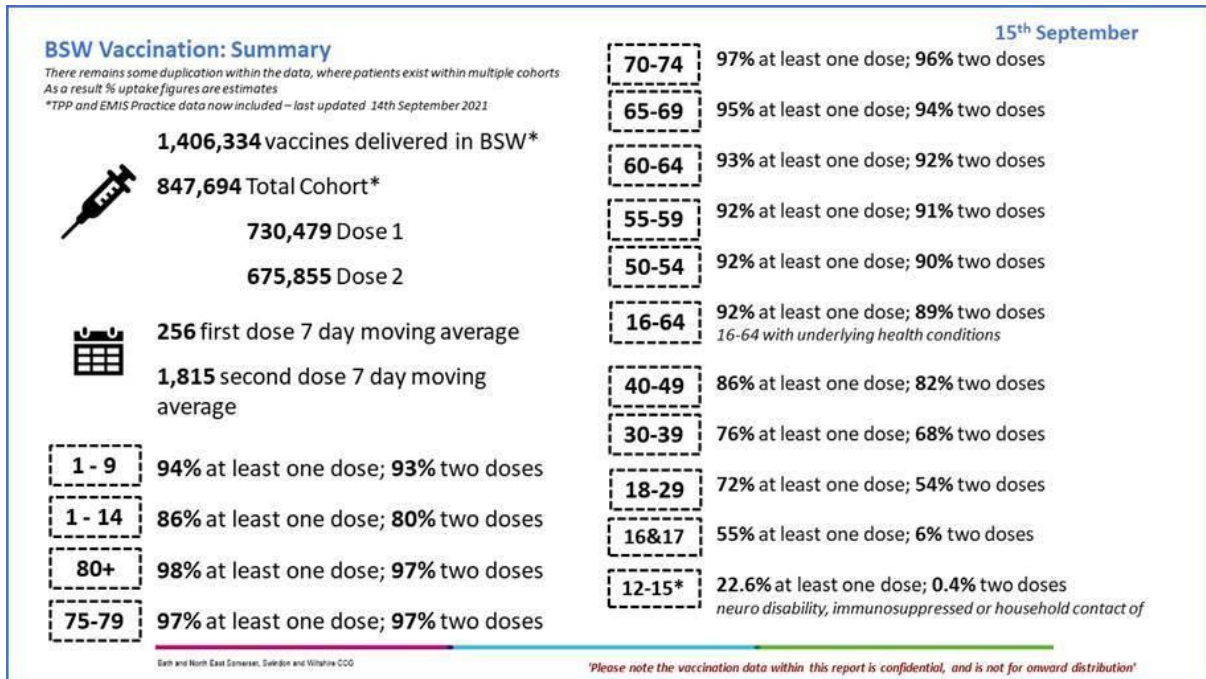 BSW Vaccination: Summary
There remains some duplication within the data, where patients exist within multiple cohorts
As a result % uptake figures are estimates
*TPP and EMIS Practice data now included – last updated 14th September 2021
1,406,334 vaccines delivered in BSW*
847,694 Total Cohort*
730,479 Dose 1
675,855 Dose 2
256 first dose 7 day moving average
1,815 second dose 7 day moving
average
1 - 9 94% at least one dose; 93% two doses
1 - 14 86% at least one dose; 80% two doses
80+ 98% at least one dose; 97% two doses
75-79 97% at least one dose; 97% two doses
15th September
70-74 97% at least one dose; 96% two doses
65-69 95% at least one dose; 94% two doses
60-64 93% at least one dose; 92% two doses
55-59 92% at least one dose; 91% two doses
50-54 92% at least one dose; 90% two doses
16-64 92% at least one dose; 89% two doses
16-64 with underlying health conditions
40-49 86% at least one dose; 82% two doses
30-39 76% at least one dose; 68% two doses
18-29 72% at least one dose; 54% two doses
16&17 55% at least one dose; 6% two doses
12-15* 22.6% at least one dose; 0.4% two doses
neuro disability, immunosuppressed or household contact of
Bath and North East Somerset, Swindon and Wiltshire CCG
'Please note the vaccination data within this report is confidential, and is not for onward distribution'